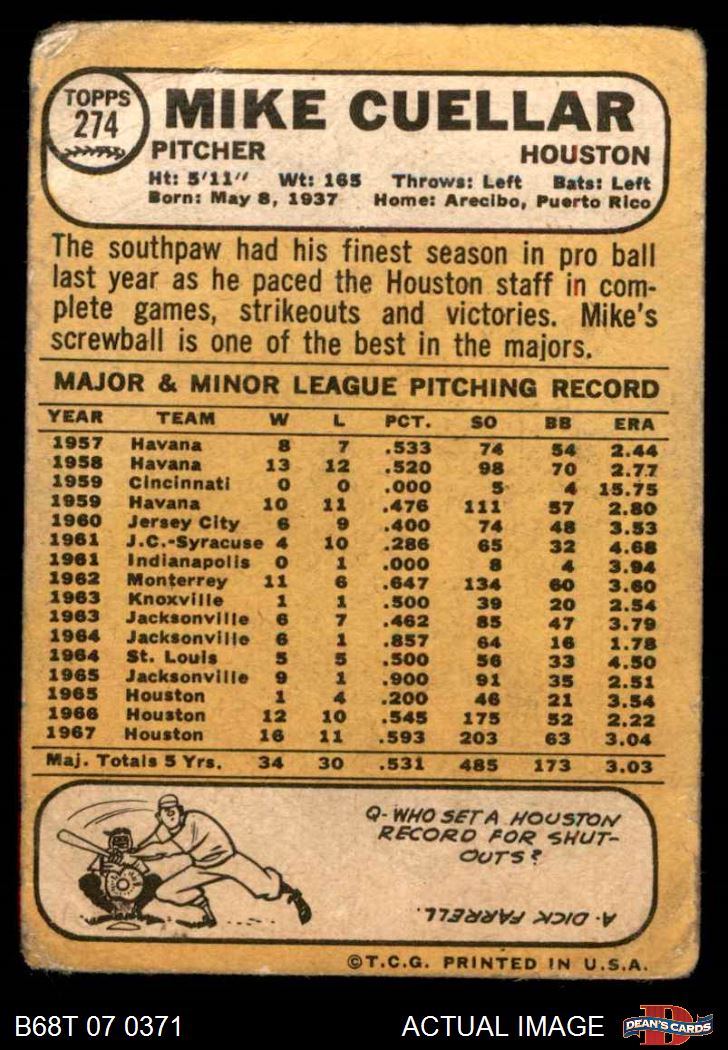 TOPPS
274
MIKE CUELLAR
PITCHER HOUSTON
Ht: 5'11" Wt: 165 Throws: Left Bats: Left
Born: May 8, 1937 Home: Arecibo, Puerto Rico
The southpaw had his finest season in pro ball
last year as he paced the Houston staff in com-
plete games, strikeouts and victories. Mike's
screwball is one of the best in the majors.
MAJOR & MINOR LEAGUE PITCHING RECORD
YEAR TEAM W L PCT. SO BB ERA
1957 Havana 8 7 .533 74 54 2.44
1958 Havana 13 12 .520 98 70 2.77
1959 Cincinnati 0 0 .000 5 4 15.75
1959 Havana 10 11 .476 111 57 2.80
1960 Jersey City 6 9 .400 74 48 3.53
1961 J.C.-Syracuse 4 10 .286 65 32 4.68
1961 Indianapolis 0 1 .000 8 4 3.94
1962 Monterrey 11 6 .647 134 60 3.60
1963 Knoxville 1 1 .500 39 20 2.54
1963 Jacksonville 6 7 .462 85 47 3.79
1964 Jacksonville 6 1 .857 64 16 1.78
1964 St. Louis 5 5 .500 56 33 4.50
1965 Jacksonville 9 1 .900 91 35 2.51
1965 Houston 1 4 .200 46 21 3.54
1966 Houston 12 10 .545 175 52 2.22
1967 Houston 16 11 .593 203 63 3.04
Maj. Totals 5 Yrs. 34 30 .531 485 173 3.03
Q- WHO SET A HOUSTON
RECORD FOR SHUT-
OUTS?
A. DICK FARRELL.
©T.C.G. PRINTED IN U.S.A.
B68T 07 0371 ACTUAL IMAGE
D
DEAN'S CARDS